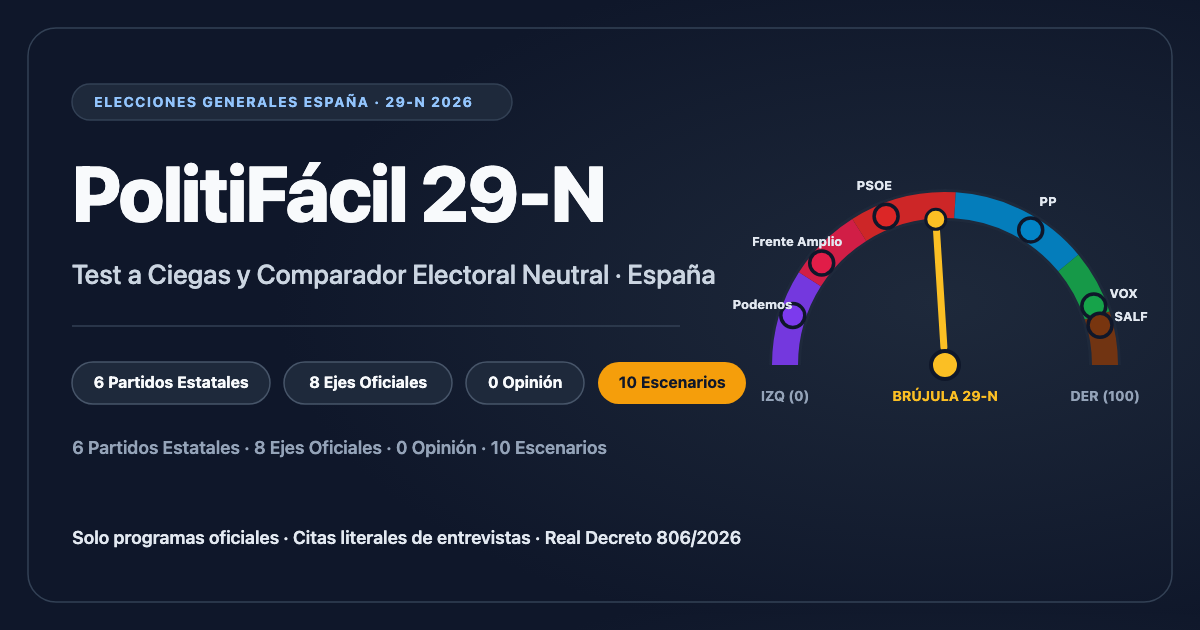 ELECCIONES GENERALES ESPAÑA · 29-N 2026
PolitiFácil 29-N
Test a Ciegas y Comparador Electoral Neutral · España
6 Partidos Estatales
8 Ejes Oficiales
0 Opinión
10 Escenarios
6 Partidos Estatales · 8 Ejes Oficiales · 0 Opinión · 10 Escenarios
Solo programas oficiales · Citas literales de entrevistas · Real Decreto 806/2026
PSOE
PP
Frente Amplio
Podemos
VOX
SALF
IZQ (0)
BRÚJULA 29-N
DER (100)